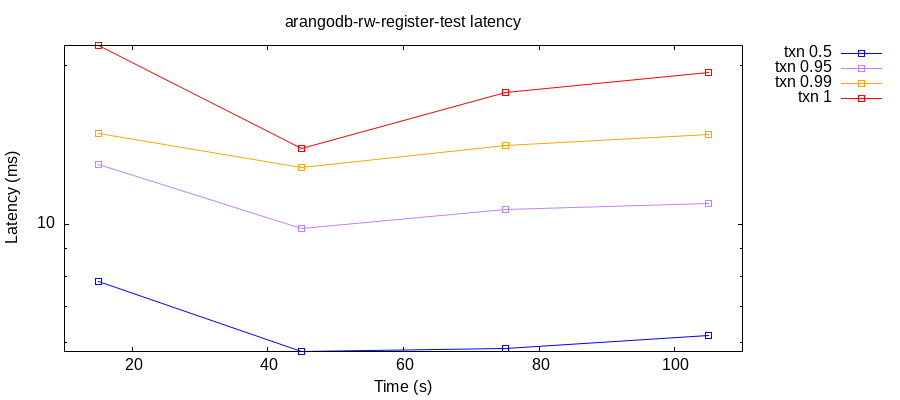 arangodb-rw-register-test latency
txn 0.5
txn 0.95
txn 0.99
txn 1
Latency (ms)
10
20
40
60
80
100
Time (s)